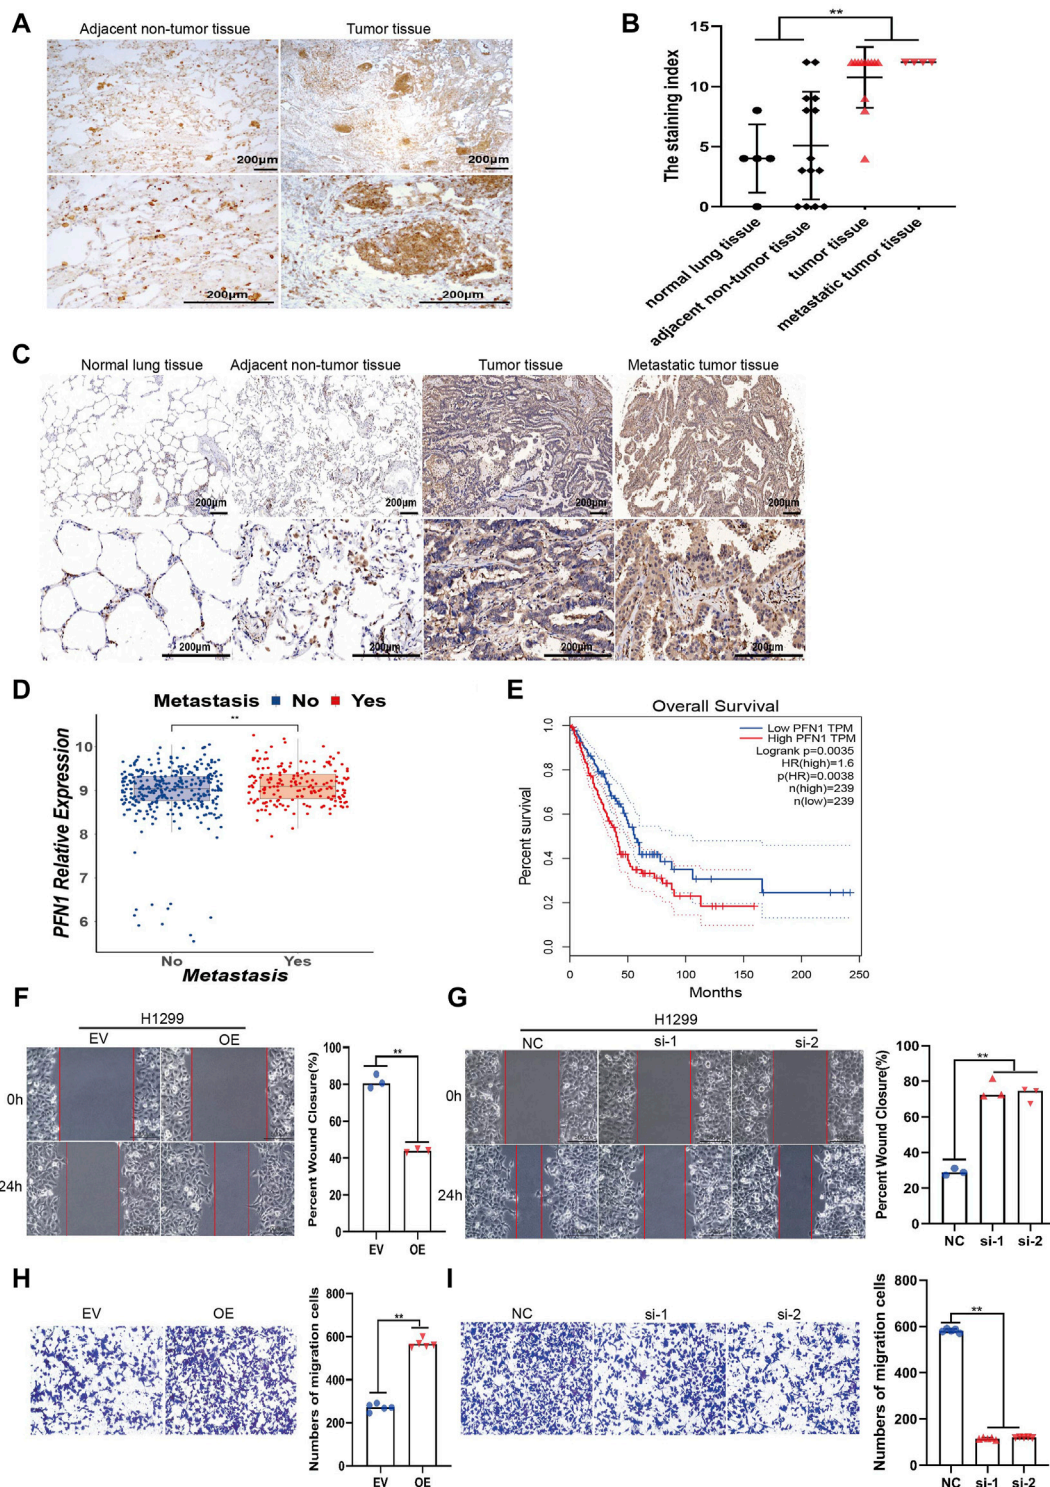 A
Adjacent non-tumor tissue
Tumor tissue
200μm
200μm
200μm
200μm
B
**
The staining index
15
10
5
0
normal lung tissue
adjacent non-tumor tissue
tumor tissue
metastatic tumor tissue
C
Normal lung tissue
Adjacent non-tumor tissue
Tumor tissue
Metastatic tumor tissue
200μm
200μm
200μm
200μm
200μm
200μm
200μm
200μm
D
Metastasis No Yes
**
PFN1 Relative Expression
10
9
8
7
6
No
Yes
Metastasis
E
Overall Survival
Low PFN1 TPM
High PFN1 TPM
Logrank p=0.0035
HR(high)=1.6
p(HR)=0.0038
n(high)=239
n(low)=239
Percent survival
1.0
0.8
0.6
0.4
0.2
0.0
0 50 100 150 200 250
Months
F
H1299
EV
OE
0h
24h
Percent Wound Closure(%)
100
80
60
40
20
0
**
EV
OE
G
H1299
NC
si-1
si-2
0h
24h
Percent Wound Closure(%)
100
80
60
40
20
0
**
NC
si-1
si-2
H
EV
OE
Numbers of migration cells
800
600
400
200
0
**
EV
OE
I
NC
si-1
si-2
Numbers of migration cells
800
600
400
200
0
**
NC
si-1
si-2